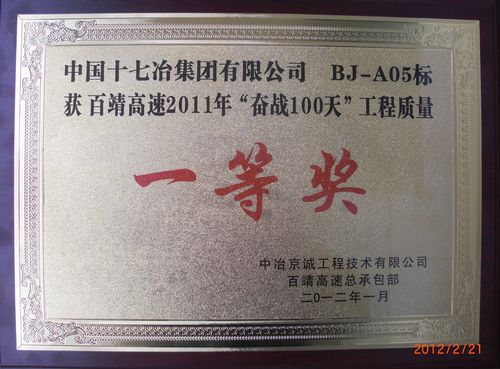 中国十七冶集团有限公司 BJ-A05标
获 百靖高速2011年“奋战100天”工程质量
一等奖
中冶京诚工程技术有限公司
百靖高速总承包部
二〇一二年一月
2012/2/21